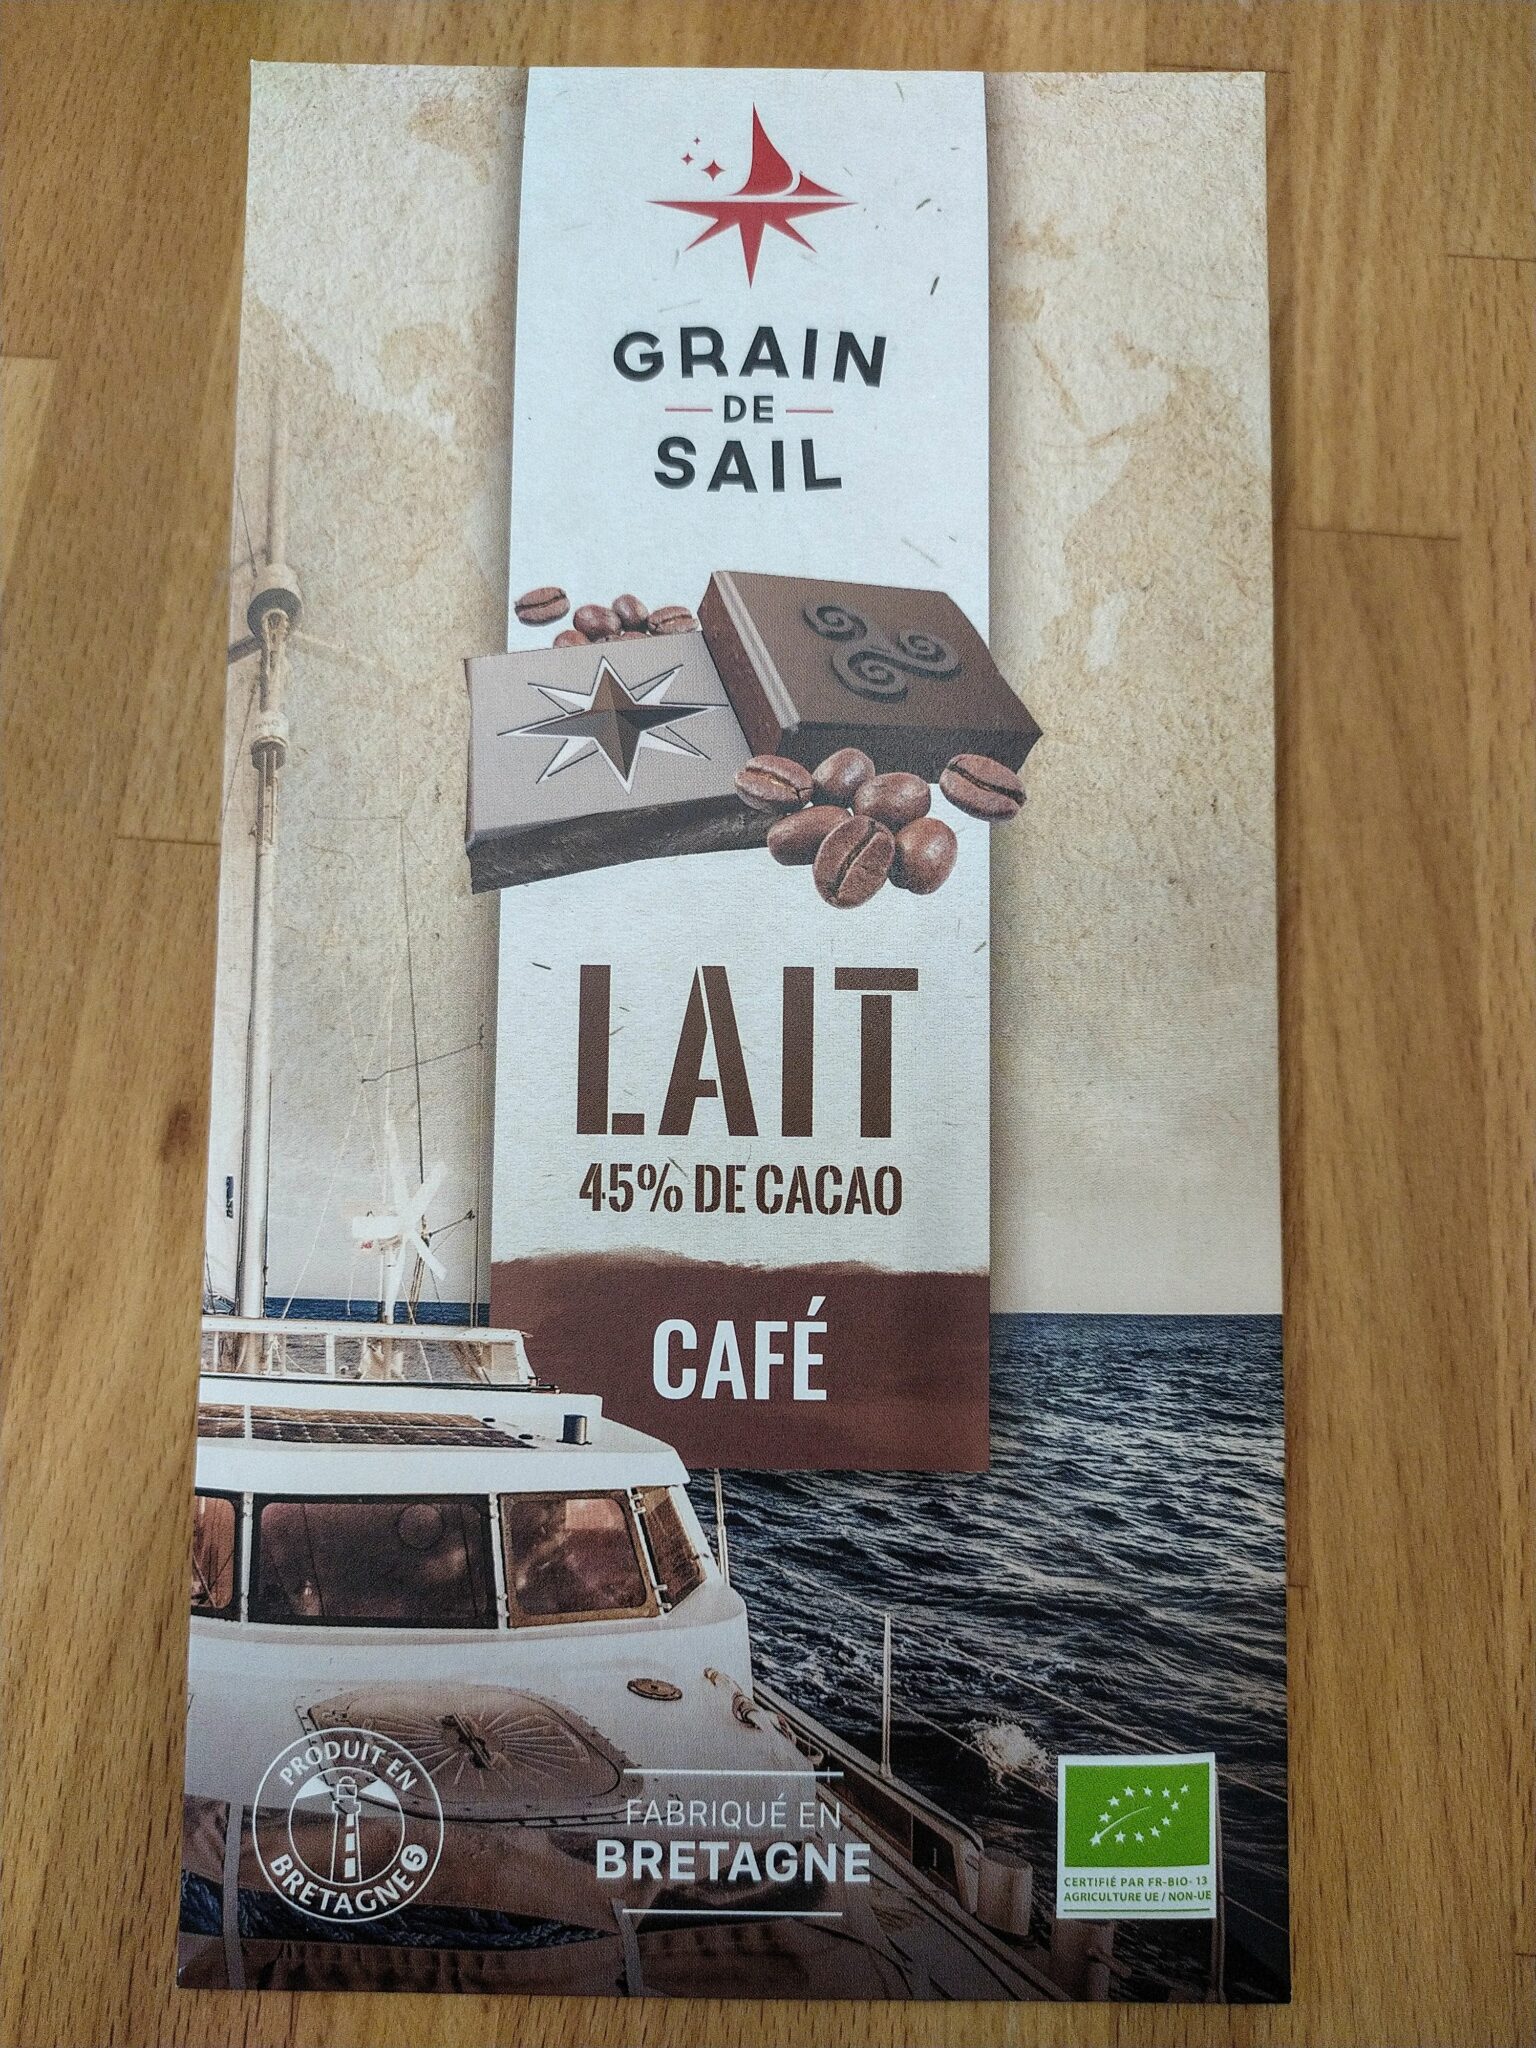 GRAIN
DE
SAIL
LAIT
45% DE CACAO
CAFÉ
PRODUIT EN
BRETAGNE 5
FABRIQUÉ EN
BRETAGNE
CERTIFIÉ PAR FR-BIO- 13
AGRICULTURE UE / NON-UE